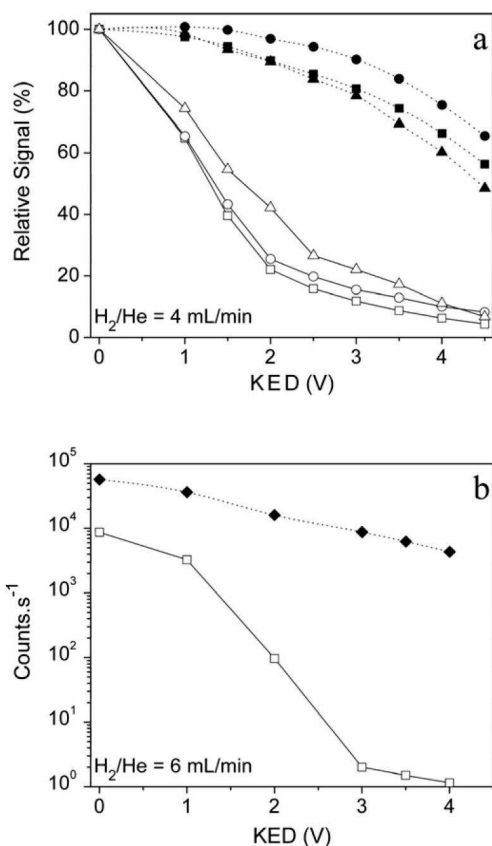 a
100
80
60
40
20
0
Relative Signal (%)
H₂/He = 4 mL/min
0 1 2 3 4
KED (V)
b
10⁵
10⁴
10³
10²
10¹
10⁰
Counts.s⁻¹
H₂/He = 6 mL/min
0 1 2 3 4
KED (V)